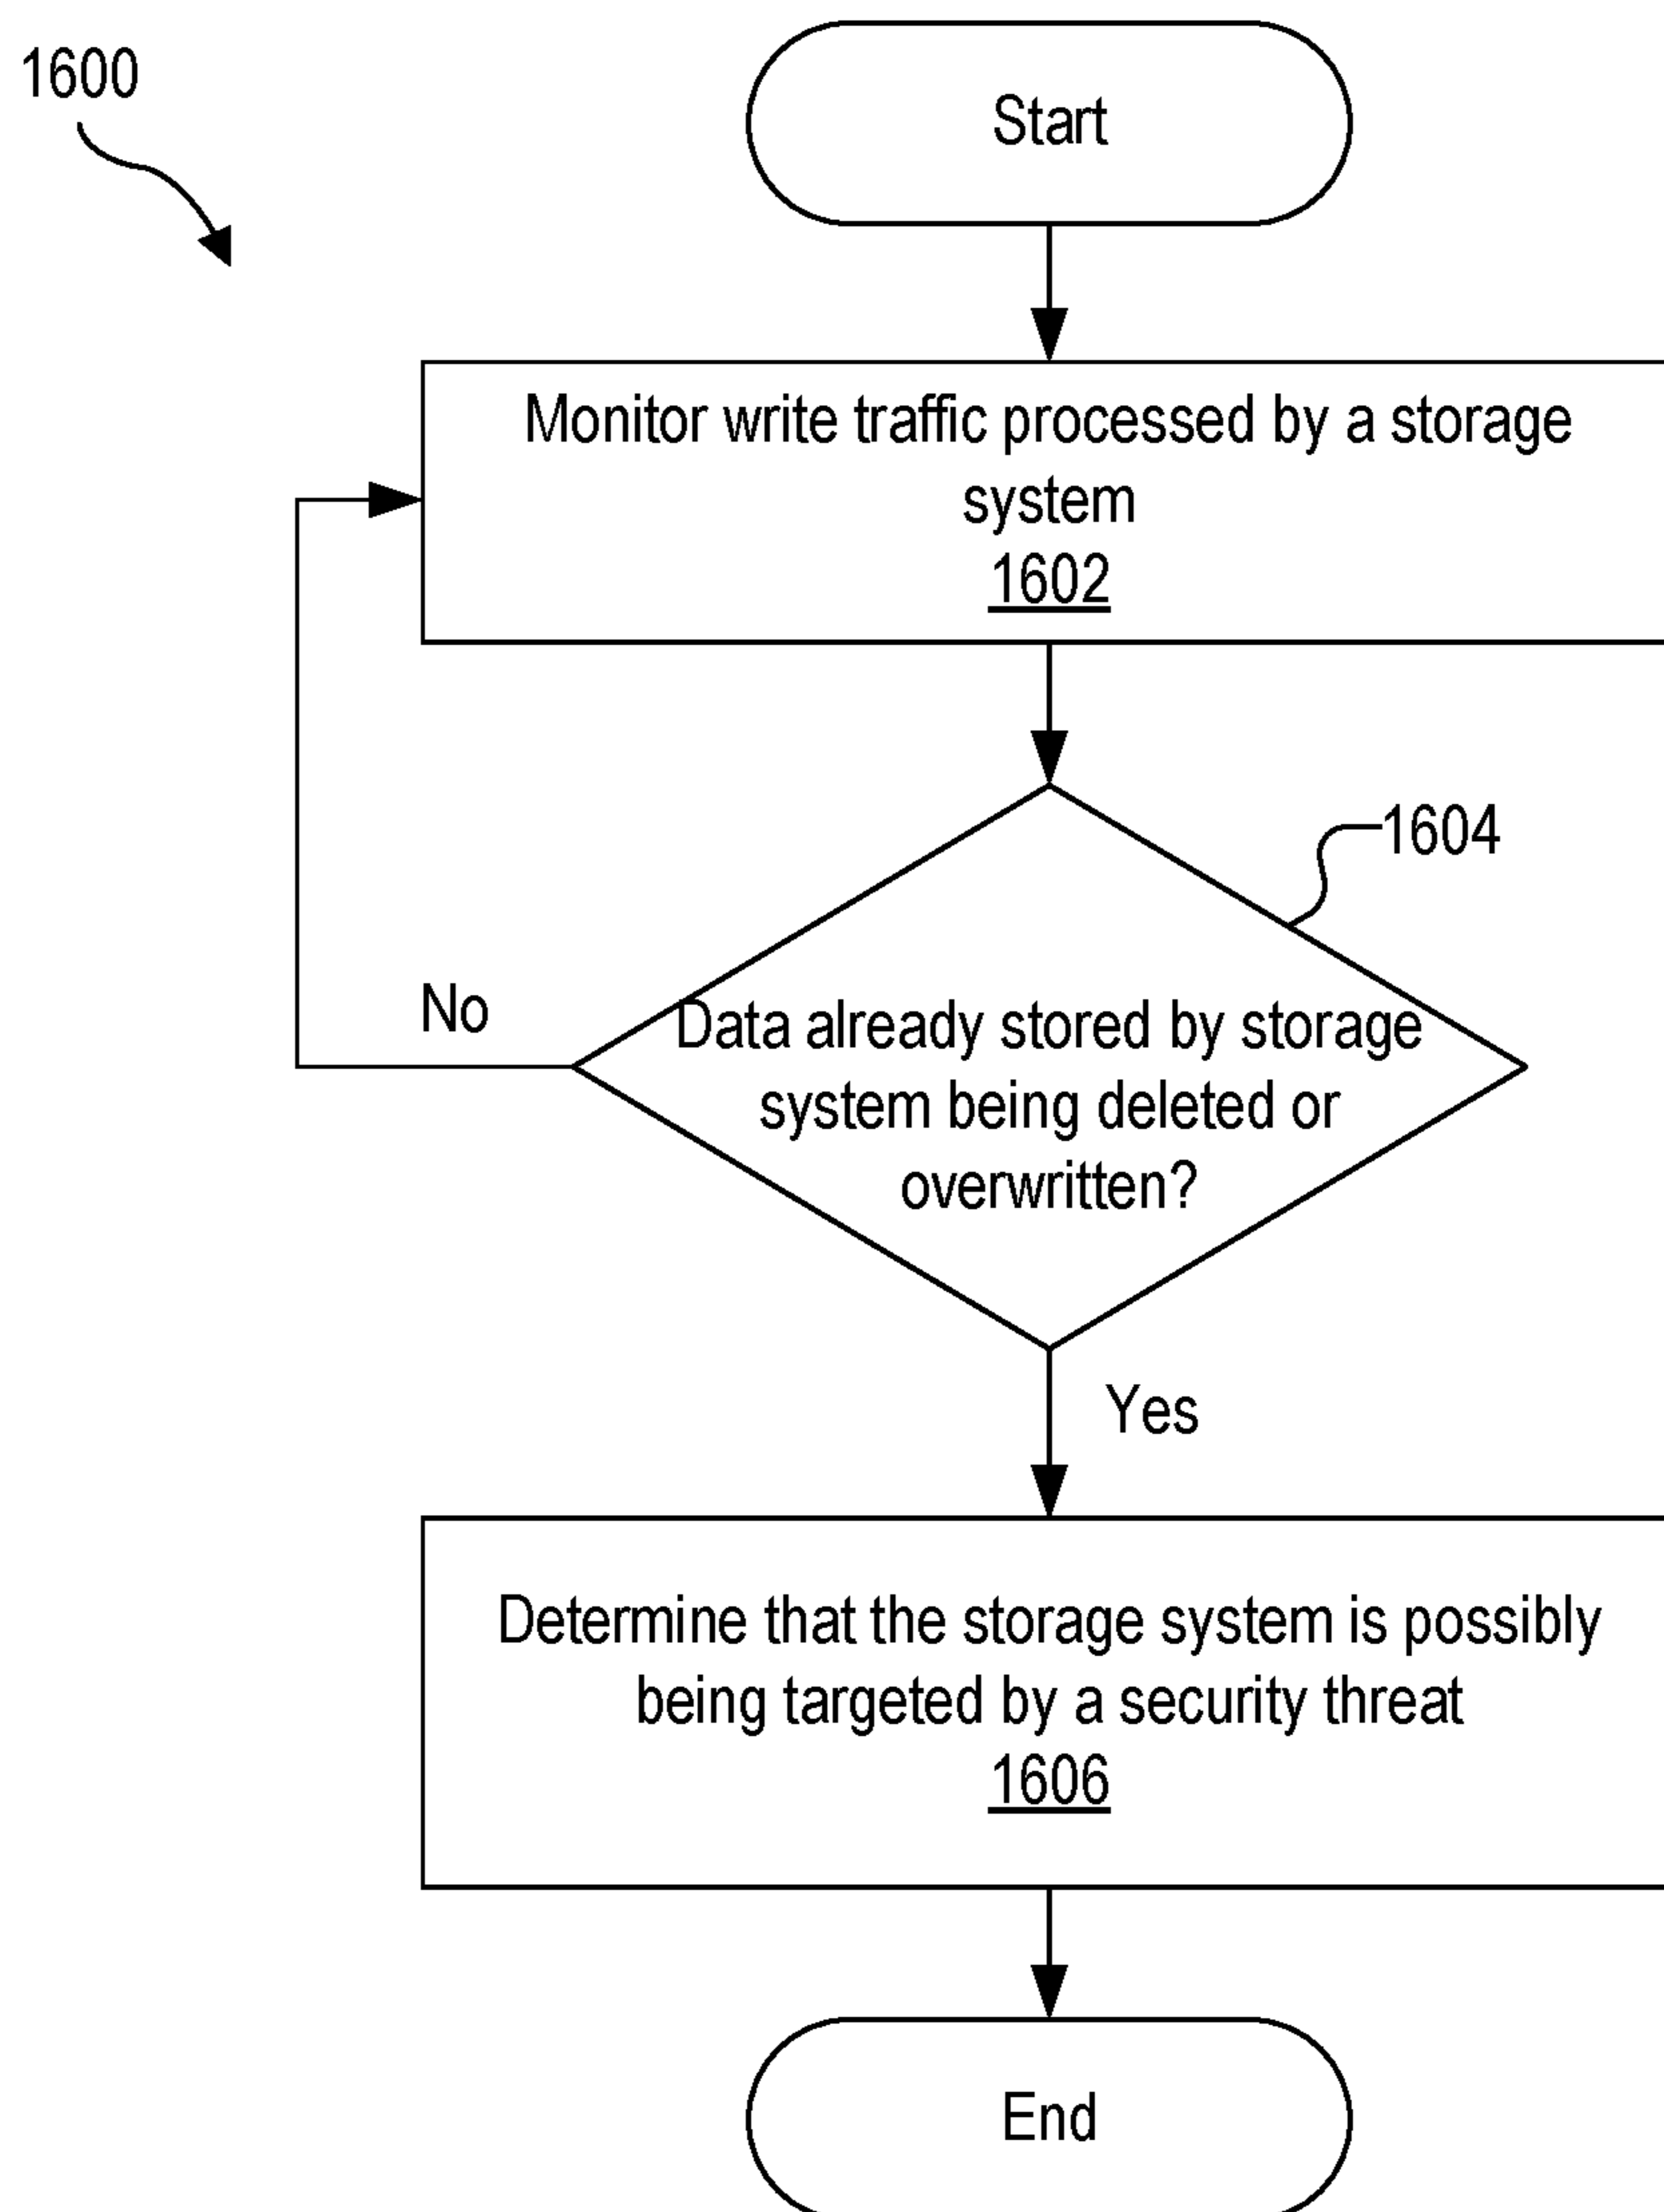 1600
Start
Monitor write traffic processed by a storage
system
1602
1604
Data already stored by storage
system being deleted or
overwritten?
No
Yes
Determine that the storage system is possibly
being targeted by a security threat
1606
End